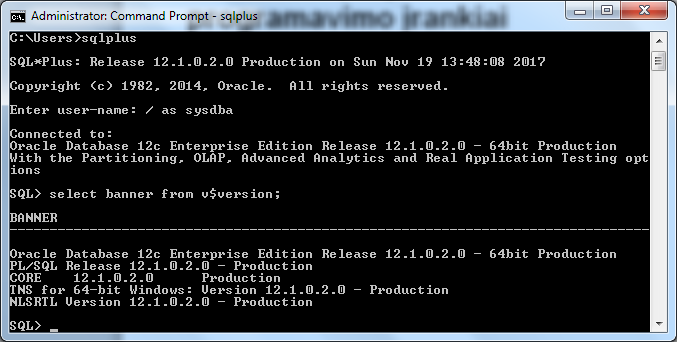 Administrator: Command Prompt - sqlplus
programavimo įrankiai
C:\Users>sqlplus
SQL*Plus: Release 12.1.0.2.0 Production on Sun Nov 19 13:48:08 2017
Copyright (c) 1982, 2014, Oracle.  All rights reserved.
Enter user-name: / as sysdba
Connected to:
Oracle Database 12c Enterprise Edition Release 12.1.0.2.0 - 64bit Production
With the Partitioning, OLAP, Advanced Analytics and Real Application Testing opt
ions
SQL> select banner from v$version;
BANNER
--------------------------------------------------------------------------------
Oracle Database 12c Enterprise Edition Release 12.1.0.2.0 - 64bit Production
PL/SQL Release 12.1.0.2.0 - Production
CORE    12.1.0.2.0      Production
TNS for 64-bit Windows: Version 12.1.0.2.0 - Production
NLSRTL Version 12.1.0.2.0 - Production
SQL> _